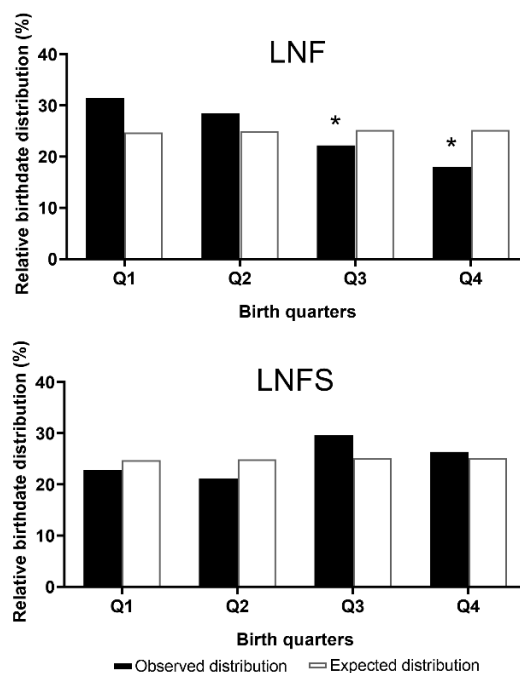 LNF
Relative birthdate distribution (%)
40
30
20
10
0
*
*
Q1 Q2 Q3 Q4
Birth quarters
LNFS
Relative birthdate distribution (%)
40
30
20
10
0
Q1 Q2 Q3 Q4
Birth quarters
Observed distribution Expected distribution